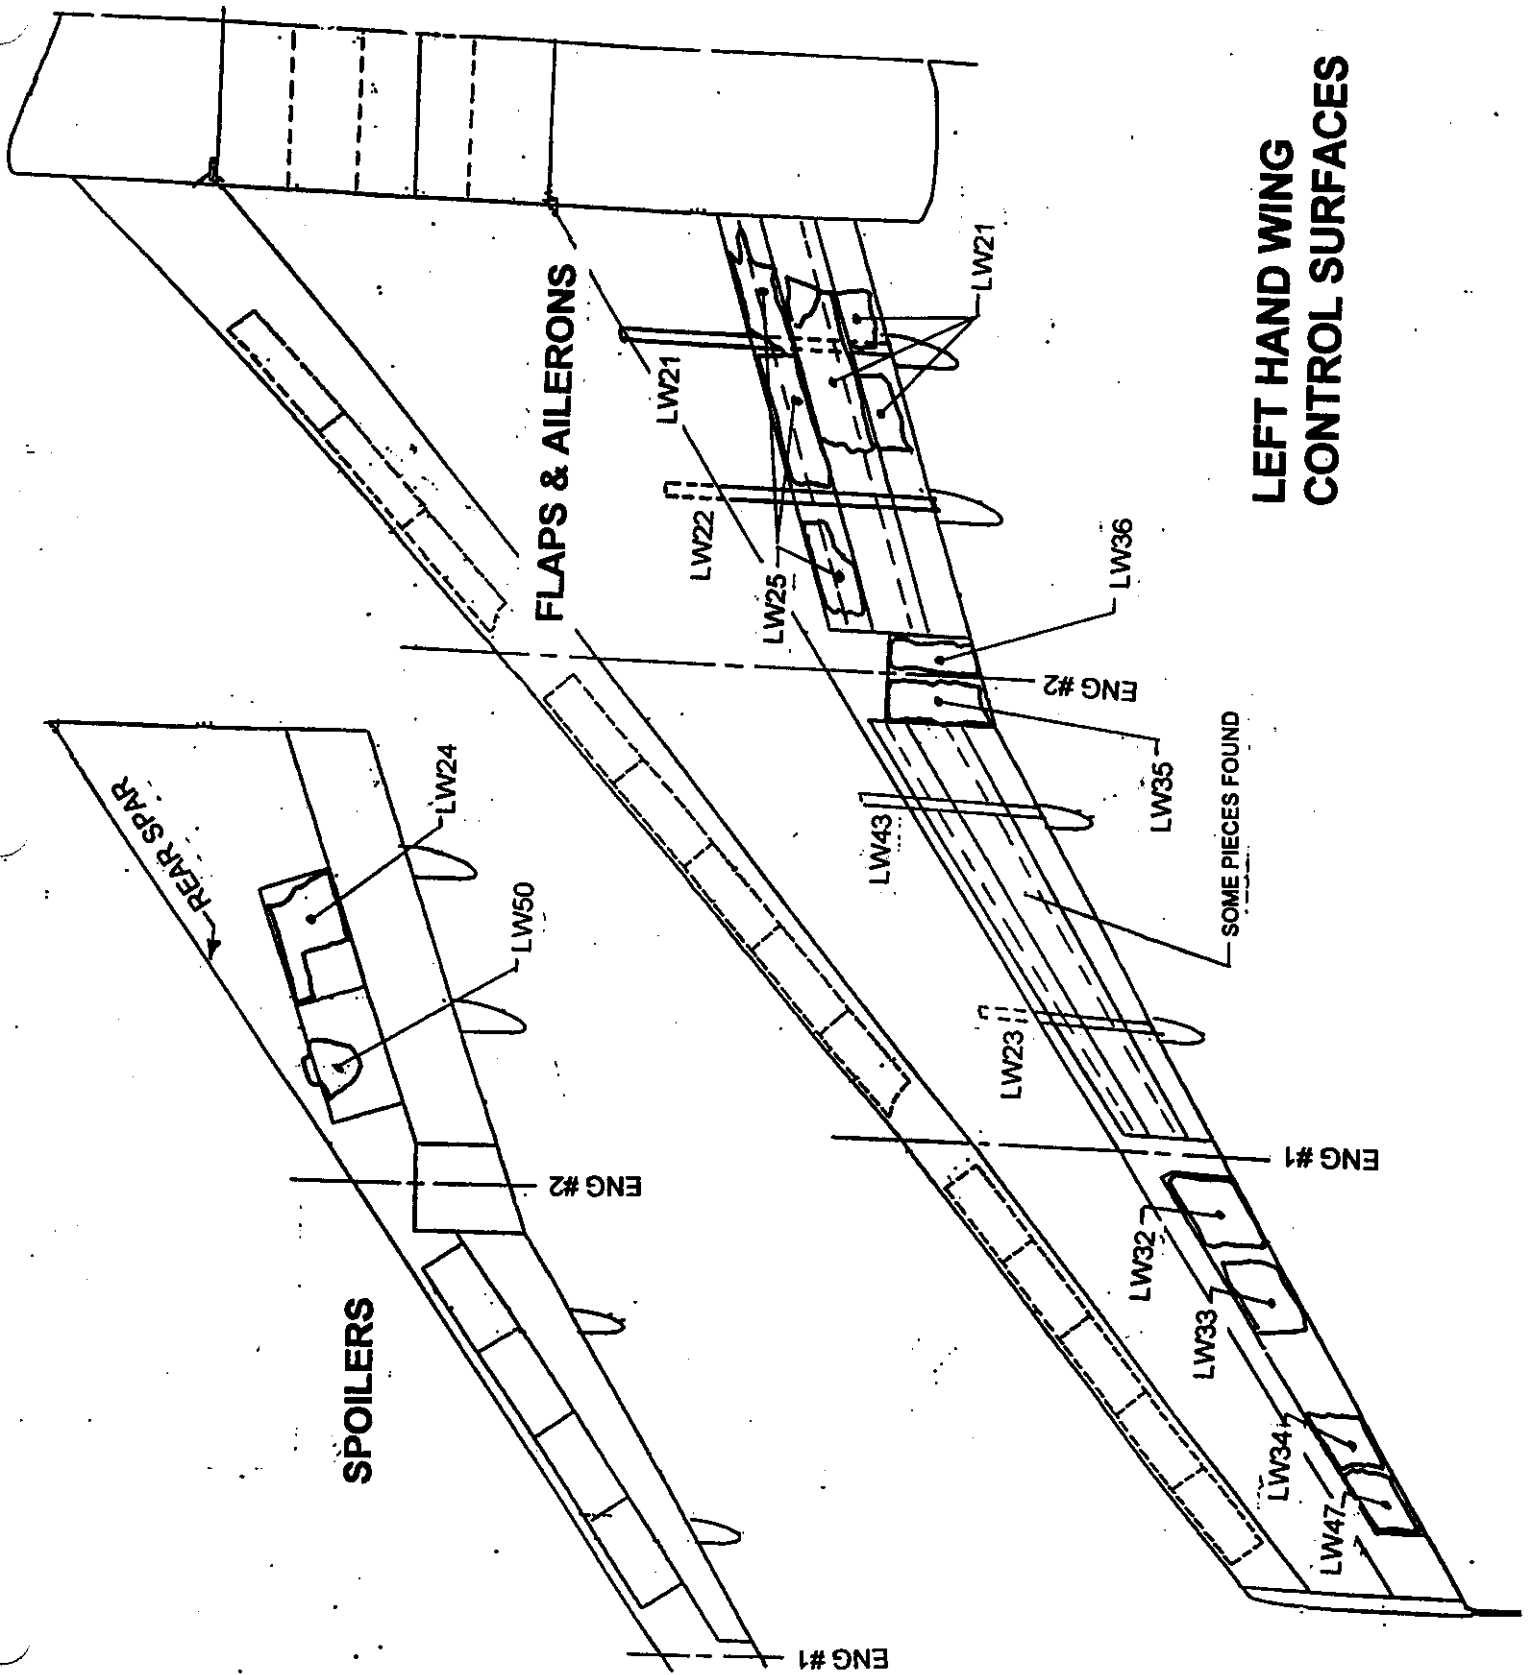 LEFT HAND WING
CONTROL SURFACES
SPOILERS
REAR SPAR
LW24
LW50
ENG #2
ENG #1
FLAPS & AILERONS
LW21
LW22
LW25
LW21
LW36
ENG #2
LW35
LW43
SOME PIECES FOUND
LW23
ENG #1
LW32
LW33
LW34
LW47